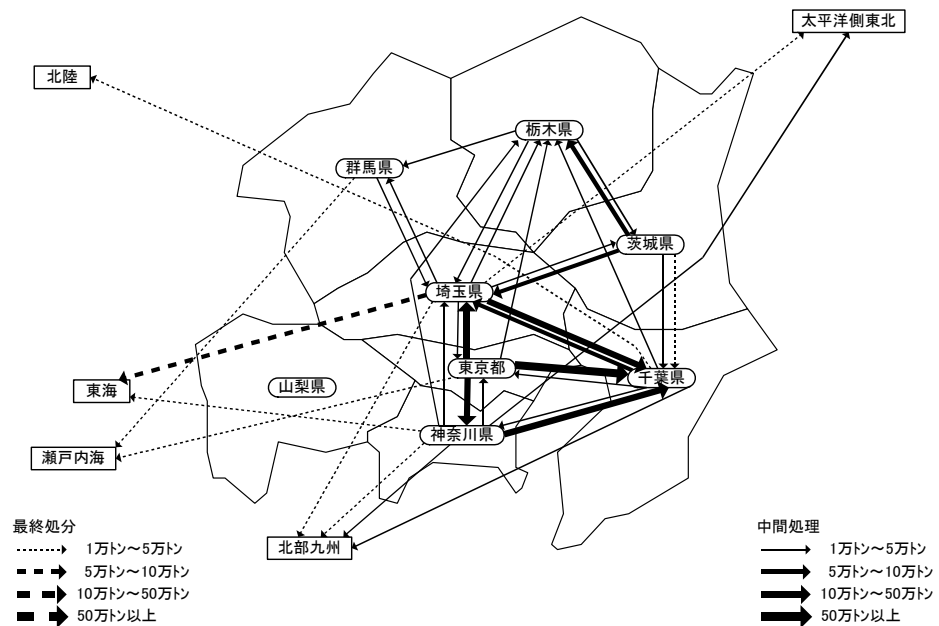 太平洋側東北
北陸
栃木県
群馬県
茨城県
埼玉県
東京都
千葉県
山梨県
東海
神奈川県
瀬戸内海
北部九州
最終処分
1万トン～5万トン
5万トン～10万トン
10万トン～50万トン
50万トン以上
中間処理
1万トン～5万トン
5万トン～10万トン
10万トン～50万トン
50万トン以上